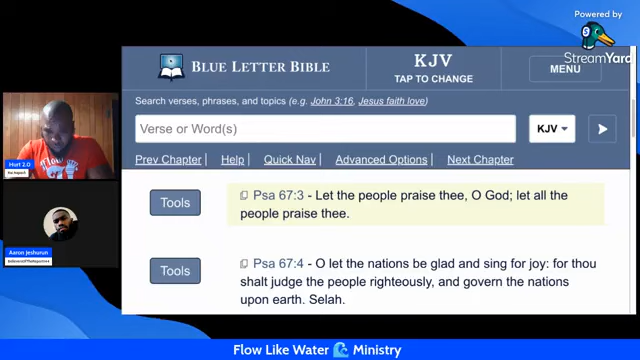 Powered by
StreamYard
BLUE LETTER BIBLE
KJV
TAP TO CHANGE
MENU
Search verses, phrases, and topics (e.g. John 3:16, Jesus faith love)
Verse or Word(s)
KJV
Prev Chapter | Help | Quick Nav | Advanced Options | Next Chapter
Tools
Psa 67:3 - Let the people praise thee, O God; let all the
people praise thee.
Tools
Psa 67:4 - O let the nations be glad and sing for joy: for thou
shalt judge the people righteously, and govern the nations
upon earth. Selah.
Hurt 2.0
Aaron Jeshurun
Flow Like Water 🌊 Ministry